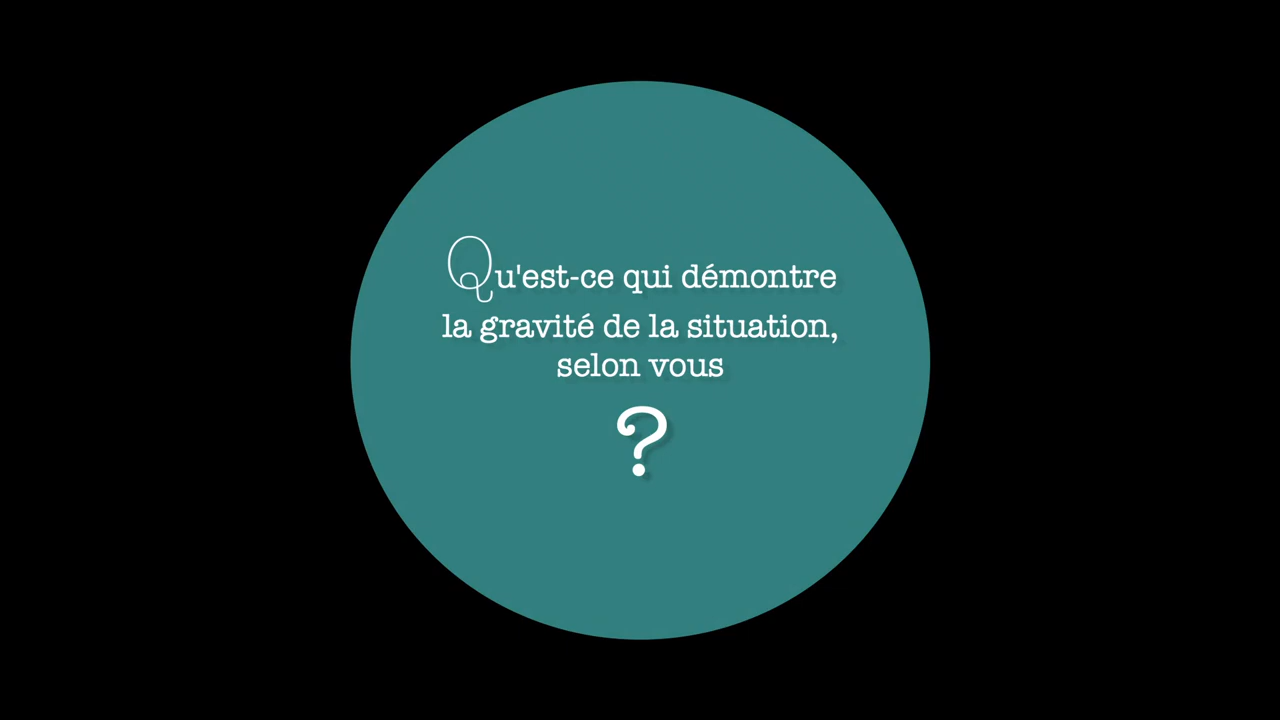 Qu'est-ce qui démontre
la gravité de la situation,
selon vous
?